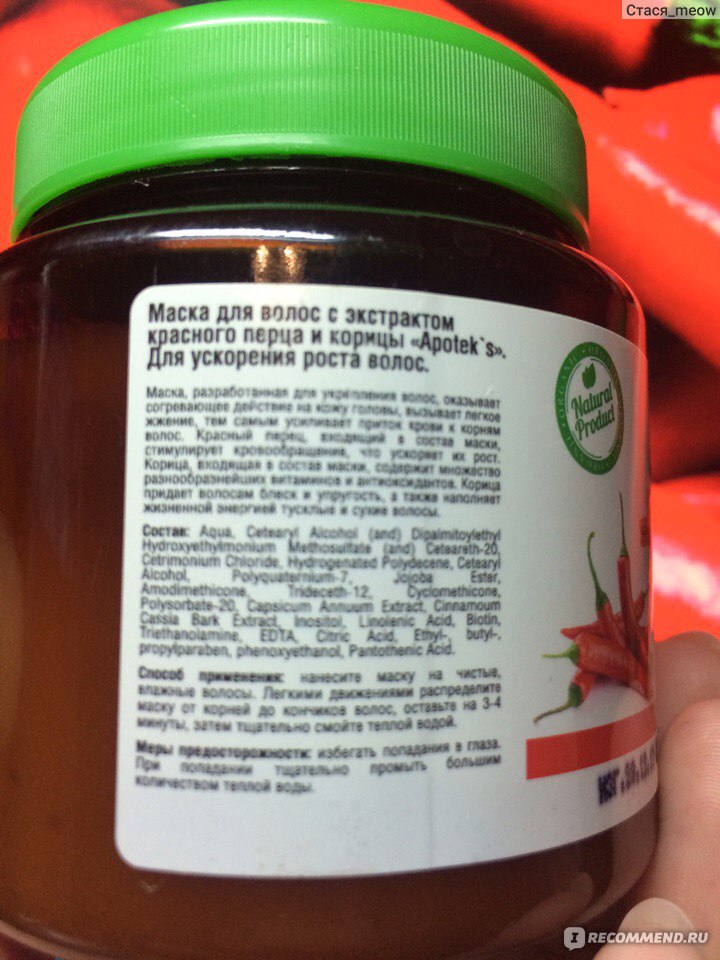 Стася_meow
Маска для волос с экстрактом
красного перца и корицы «Apotek`s».
Для ускорения роста волос.
Маска, разработанная для укрепления волос, оказывает
согревающее действие на кожу головы, вызывает легкое
жжение, тем самым усиливает приток крови к корням
волос. Красный перец, входящий в состав маски,
стимулирует кровообращение, что ускоряет их рост.
Корица, входящая в состав маски, содержит множество
разнообразнейших витаминов и антиоксидантов. Корица
придает волосам блеск и упругость, а также наполняет
жизненной энергией тусклые и сухие волосы.
Состав: Aqua, Cetearyl Alcohol (and) Dipalmitoylethyl
Hydroxyethylmonium Methosulfate (and) Ceteareth-20,
Cetrimonium Chloride, Hydrogenated Polydecene, Cetearyl
Alcohol, Polyquaternium-7, Jojoba Ester,
Amodimethicone, Trideceth-12, Cyclomethicone,
Polysorbate-20, Capsicum Annuum Extract, Cinnamoum
Cassia Bark Extract, Inositol, Linolenic Acid, Biotin,
Triethanolamine, EDTA, Citric Acid, Ethyl-, butyl-,
propylparaben, phenoxyethanol, Pantothenic Acid.
Способ применения: нанесите маску на чистые,
влажные волосы. Легкими движениями распределите
маску от корней до кончиков волос, оставьте на 3-4
минуты, затем тщательно смойте теплой водой.
Меры предосторожности: избегать попадания в глаза.
При попадании тщательно промыть большим
количеством теплой воды.
ORGANIC
Natural
Product
IRECOMMEND.RU